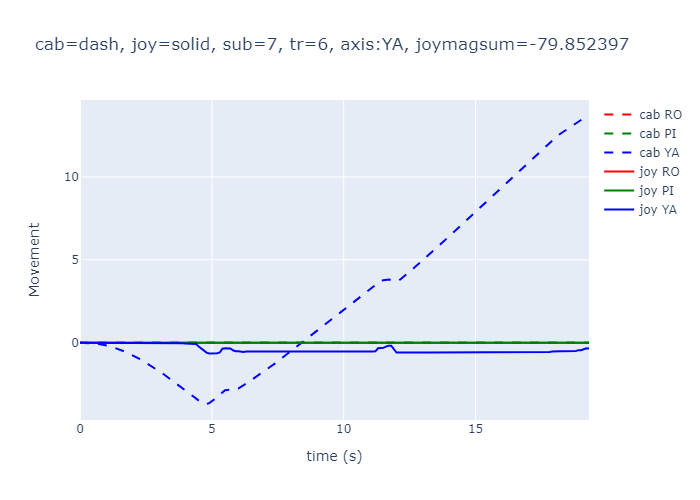 cab=dash, joy=solid, sub=7, tr=6, axis:YA, joymagsum=-79.852397
cab RO
cab PI
cab YA
joy RO
joy PI
joy YA
Movement
10
5
0
0
5
10
15
time (s)